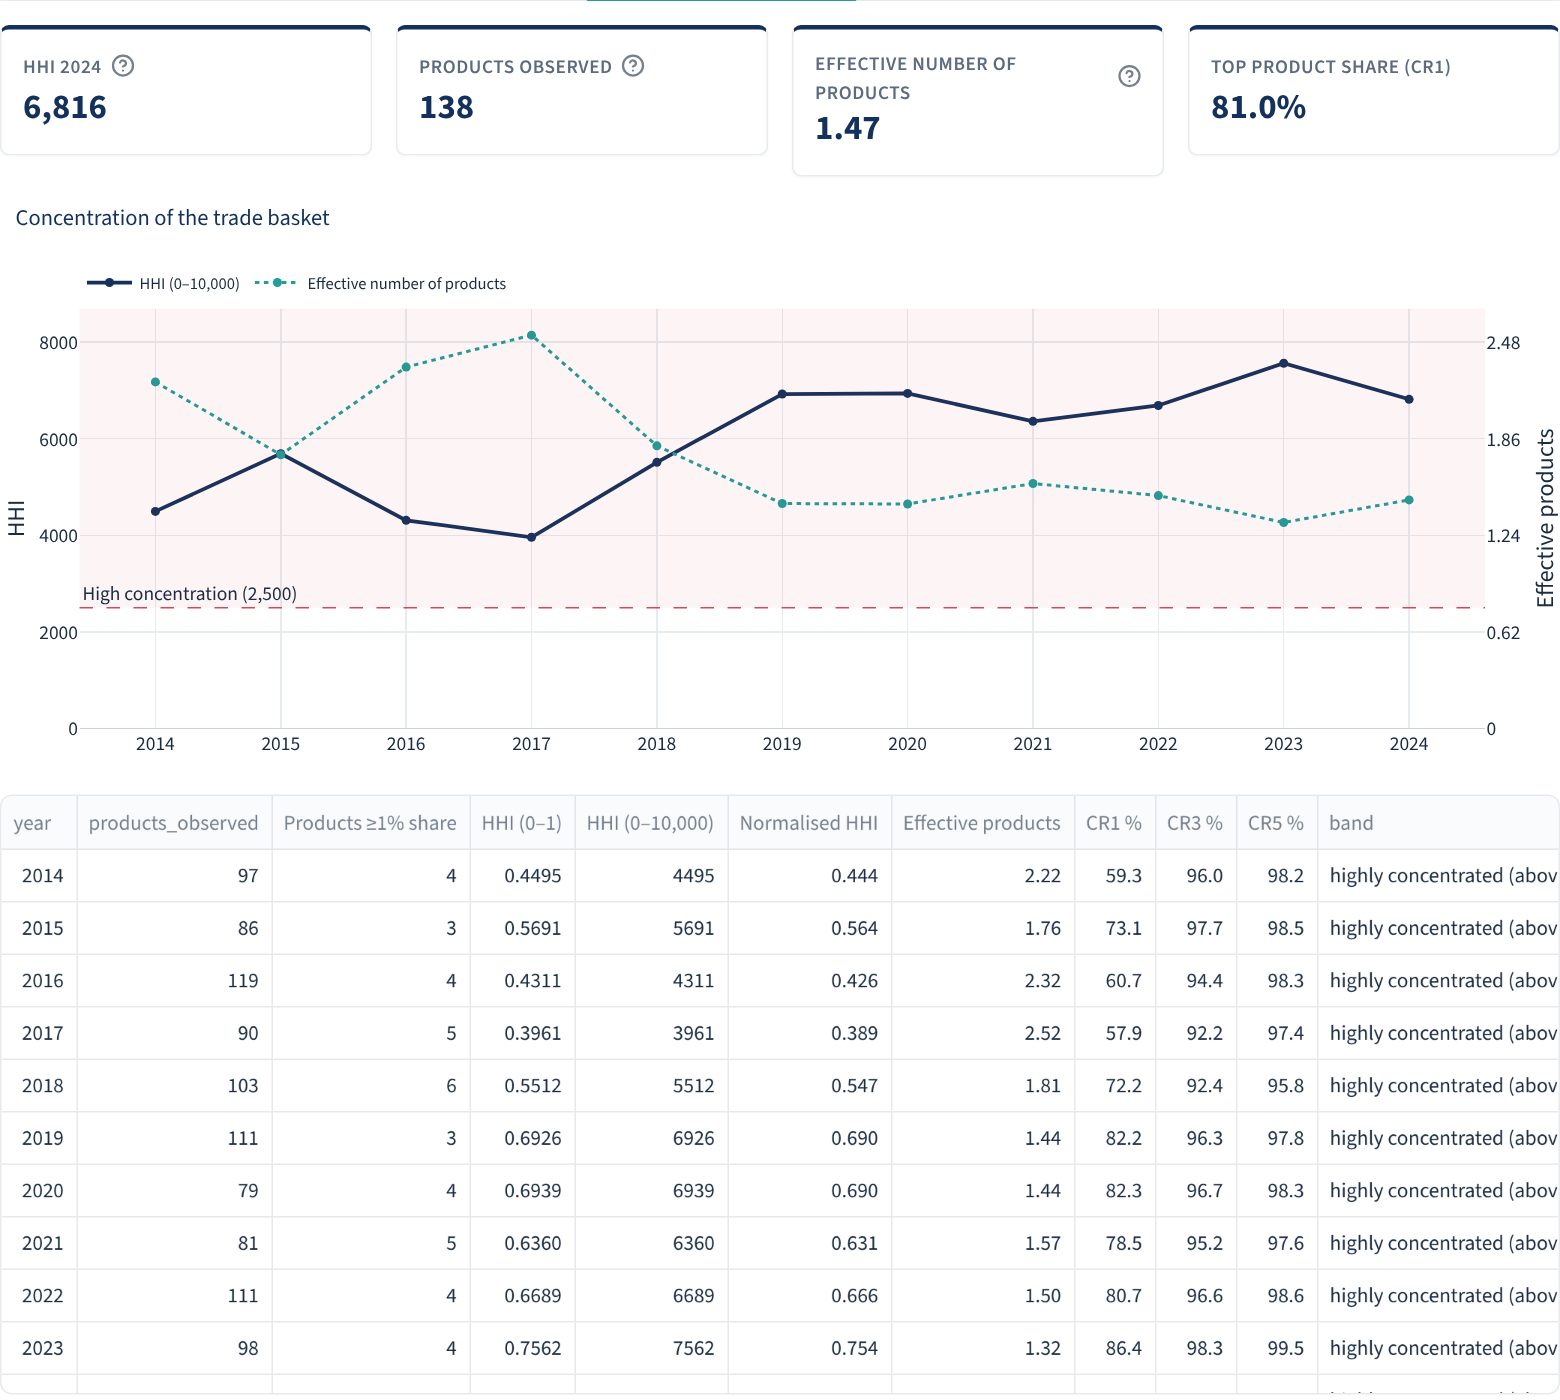 HHI 2024
6,816
PRODUCTS OBSERVED
138
EFFECTIVE NUMBER OF
PRODUCTS
1.47
TOP PRODUCT SHARE (CR1)
81.0%
Concentration of the trade basket
HHI (0–10,000) Effective number of products
8000 2.48
6000 1.86
HHI
Effective products
4000 1.24
High concentration (2,500)
2000 0.62
0 0
2014 2015 2016 2017 2018 2019 2020 2021 2022 2023 2024
year products_observed Products ≥1% share HHI (0–1) HHI (0–10,000) Normalised HHI Effective products CR1 % CR3 % CR5 % band
2014 97 4 0.4495 4495 0.444 2.22 59.3 96.0 98.2 highly concentrated (abov
2015 86 3 0.5691 5691 0.564 1.76 73.1 97.7 98.5 highly concentrated (abov
2016 119 4 0.4311 4311 0.426 2.32 60.7 94.4 98.3 highly concentrated (abov
2017 90 5 0.3961 3961 0.389 2.52 57.9 92.2 97.4 highly concentrated (abov
2018 103 6 0.5512 5512 0.547 1.81 72.2 92.4 95.8 highly concentrated (abov
2019 111 3 0.6926 6926 0.690 1.44 82.2 96.3 97.8 highly concentrated (abov
2020 79 4 0.6939 6939 0.690 1.44 82.3 96.7 98.3 highly concentrated (abov
2021 81 5 0.6360 6360 0.631 1.57 78.5 95.2 97.6 highly concentrated (abov
2022 111 4 0.6689 6689 0.666 1.50 80.7 96.6 98.6 highly concentrated (abov
2023 98 4 0.7562 7562 0.754 1.32 86.4 98.3 99.5 highly concentrated (abov